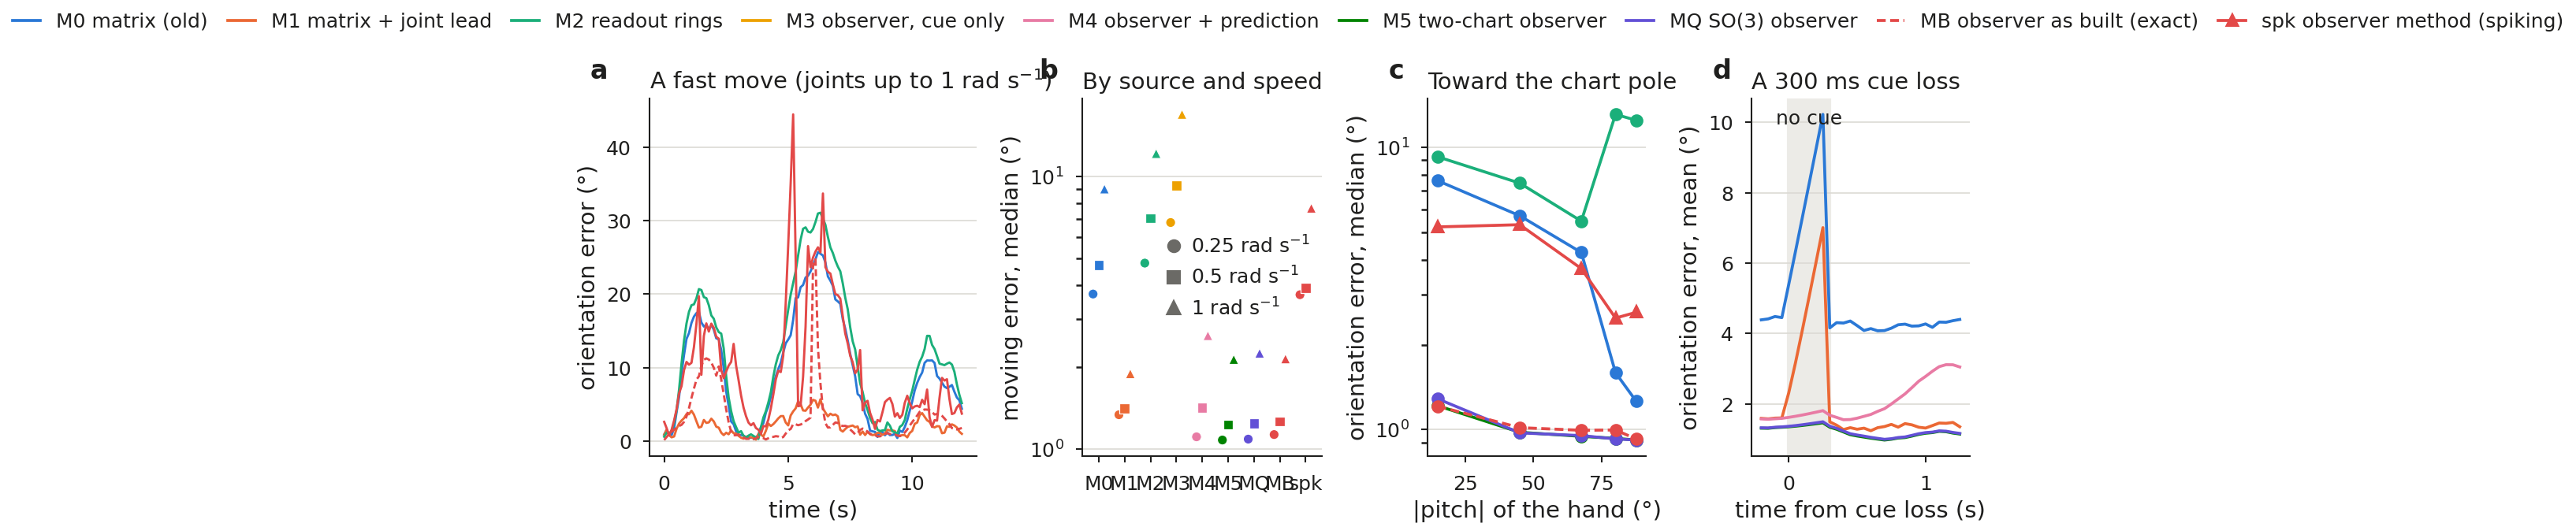 M0 matrix (old) M1 matrix + joint lead M2 readout rings M3 observer, cue only M4 observer + prediction M5 two-chart observer MQ SO(3) observer MB observer as built (exact) spk observer method (spiking)
a A fast move (joints up to 1 rad s⁻¹)
orientation error (°)
40
30
20
10
0
0 5 10
time (s)
b By source and speed
moving error, median (°)
10¹
10⁰
0.25 rad s⁻¹
0.5 rad s⁻¹
1 rad s⁻¹
M0 M1 M2 M3 M4 M5 MQ MB spk
c Toward the chart pole
orientation error, median (°)
10¹
10⁰
25 50 75
|pitch| of the hand (°)
d A 300 ms cue loss
orientation error, mean (°)
no cue
10
8
6
4
2
0 1
time from cue loss (s)